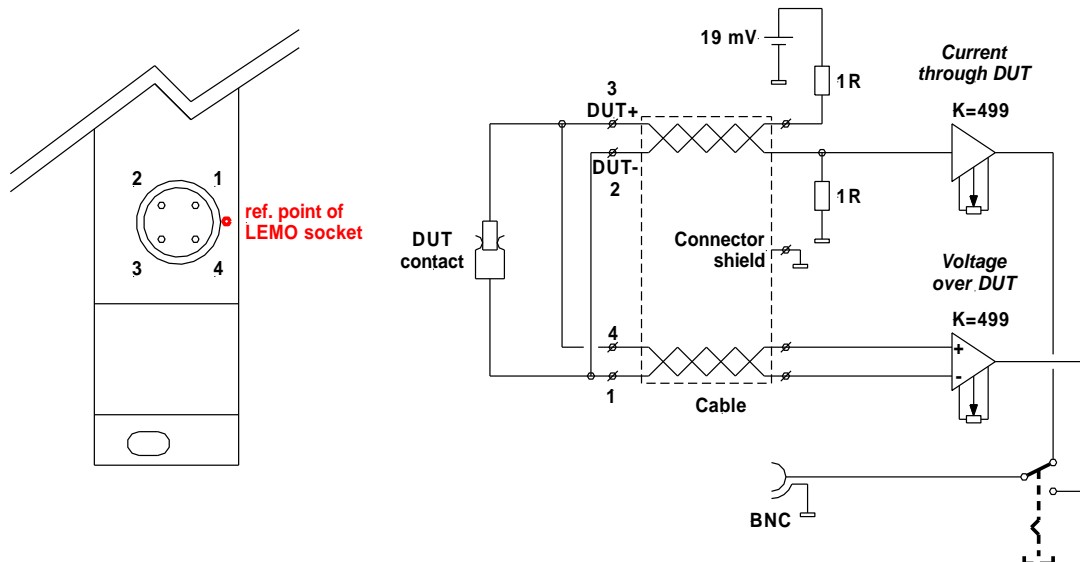 2
1
3
4
ref. point of
LEMO socket
19 mV
1R
3
DUT+
DUT-
2
1R
DUT
contact
Connector
shield
4
1
Cable
Current
through DUT
K=499
Voltage
over DUT
K=499
+
-
BNC